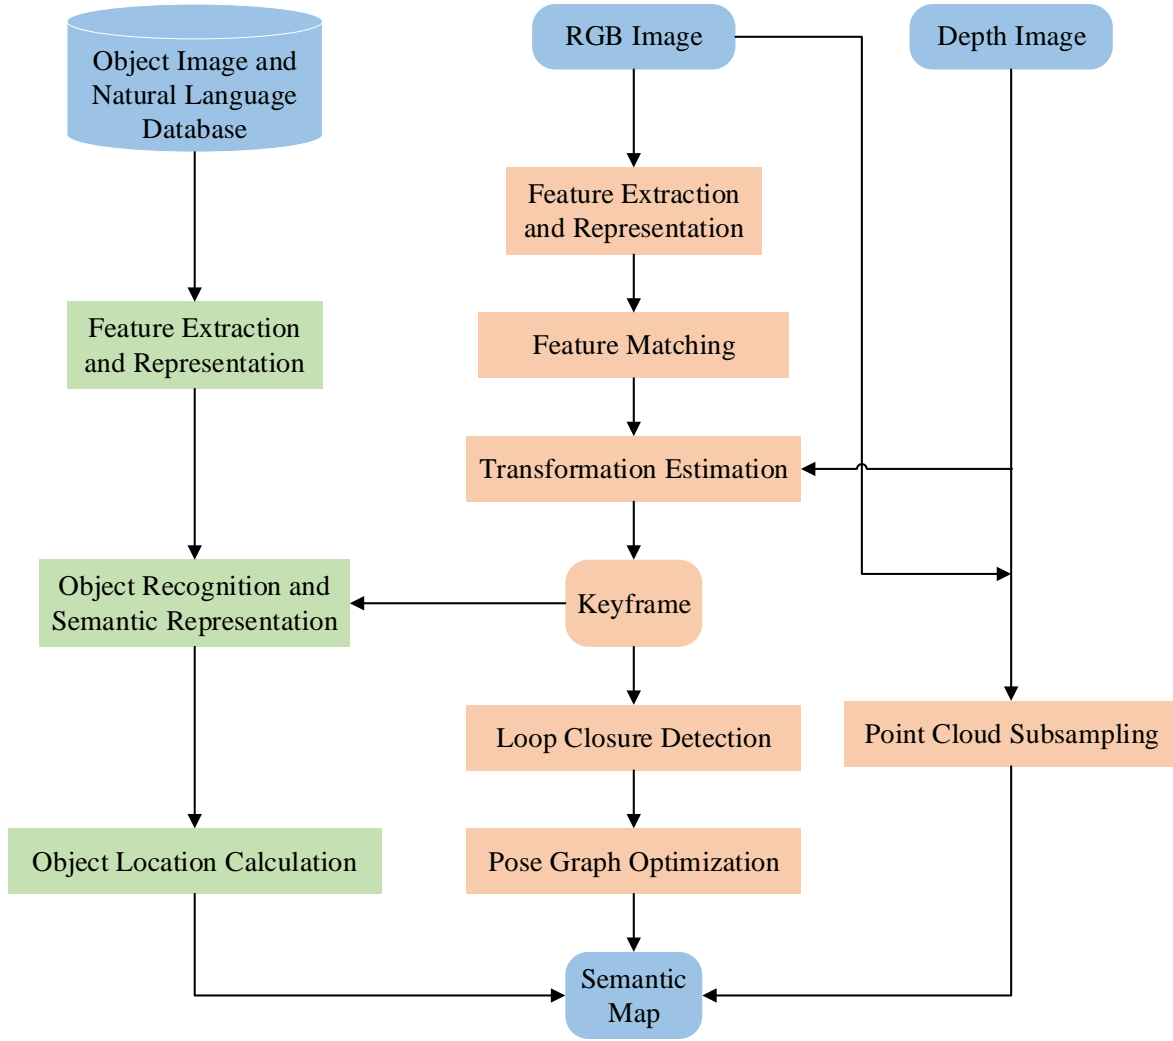 Object Image and
Natural Language
Database
RGB Image
Depth Image
Feature Extraction
and Representation
Feature Matching
Feature Extraction
and Representation
Transformation Estimation
Object Recognition and
Semantic Representation
Keyframe
Loop Closure Detection
Point Cloud Subsampling
Object Location Calculation
Pose Graph Optimization
Semantic
Map